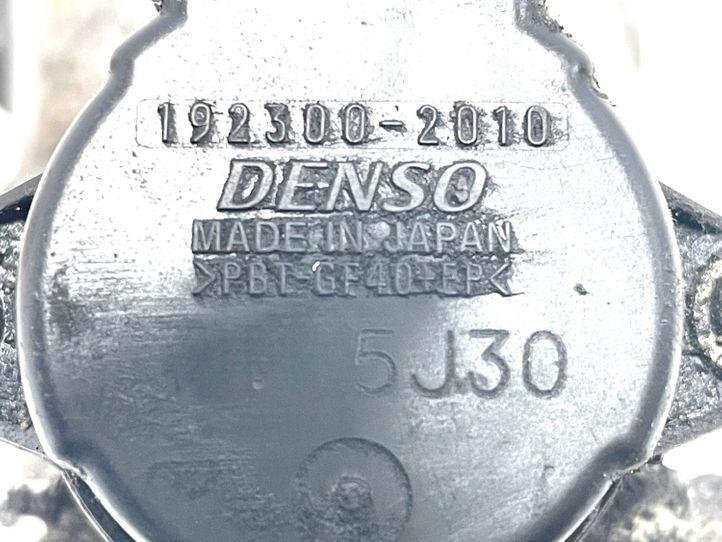 192300-2010
DENSO
MADE IN JAPAN
>PBT-GF40+EP<
5J30